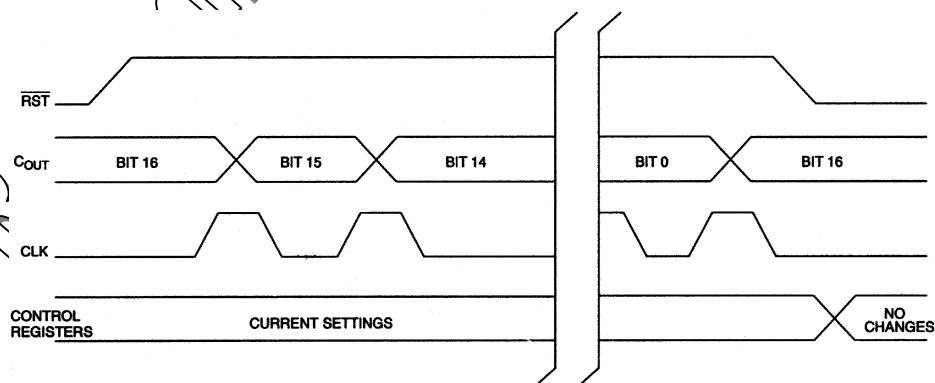 RST
COUT BIT 16 BIT 15 BIT 14 BIT 0 BIT 16
CLK
CONTROL
REGISTERS
CURRENT SETTINGS
NO
CHANGES